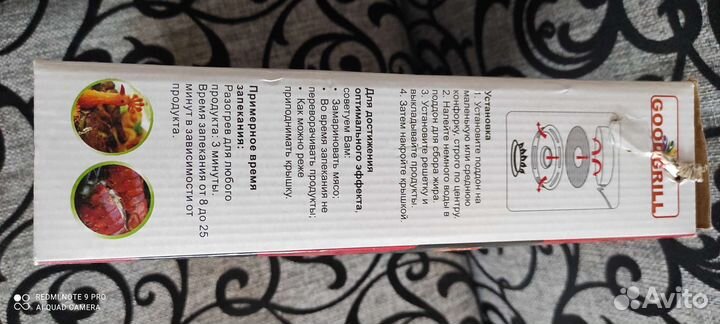 GOOD GRILL
Установка
1. Установите поддон на
маленькую или среднюю
конфорку строго по центру.
2. Налейте немного воды в
поддон для сбора жира.
3. Установите решетку и
выкладывайте продукты.
4. Затем накройте крышкой.
Для достижения
оптимального эффекта,
советуем Вам:
• Замариновать мясо;
• Во время запекания не
переворачивать продукты;
• Как можно реже
приподнимать крышку.
Примерное время
запекания:
Разогрев для любого
продукта: 3 минуты.
Время запекания от 8 до 25
минут в зависимости от
продукта.
REDMI NOTE 9 PRO
AI QUAD CAMERA
Avito